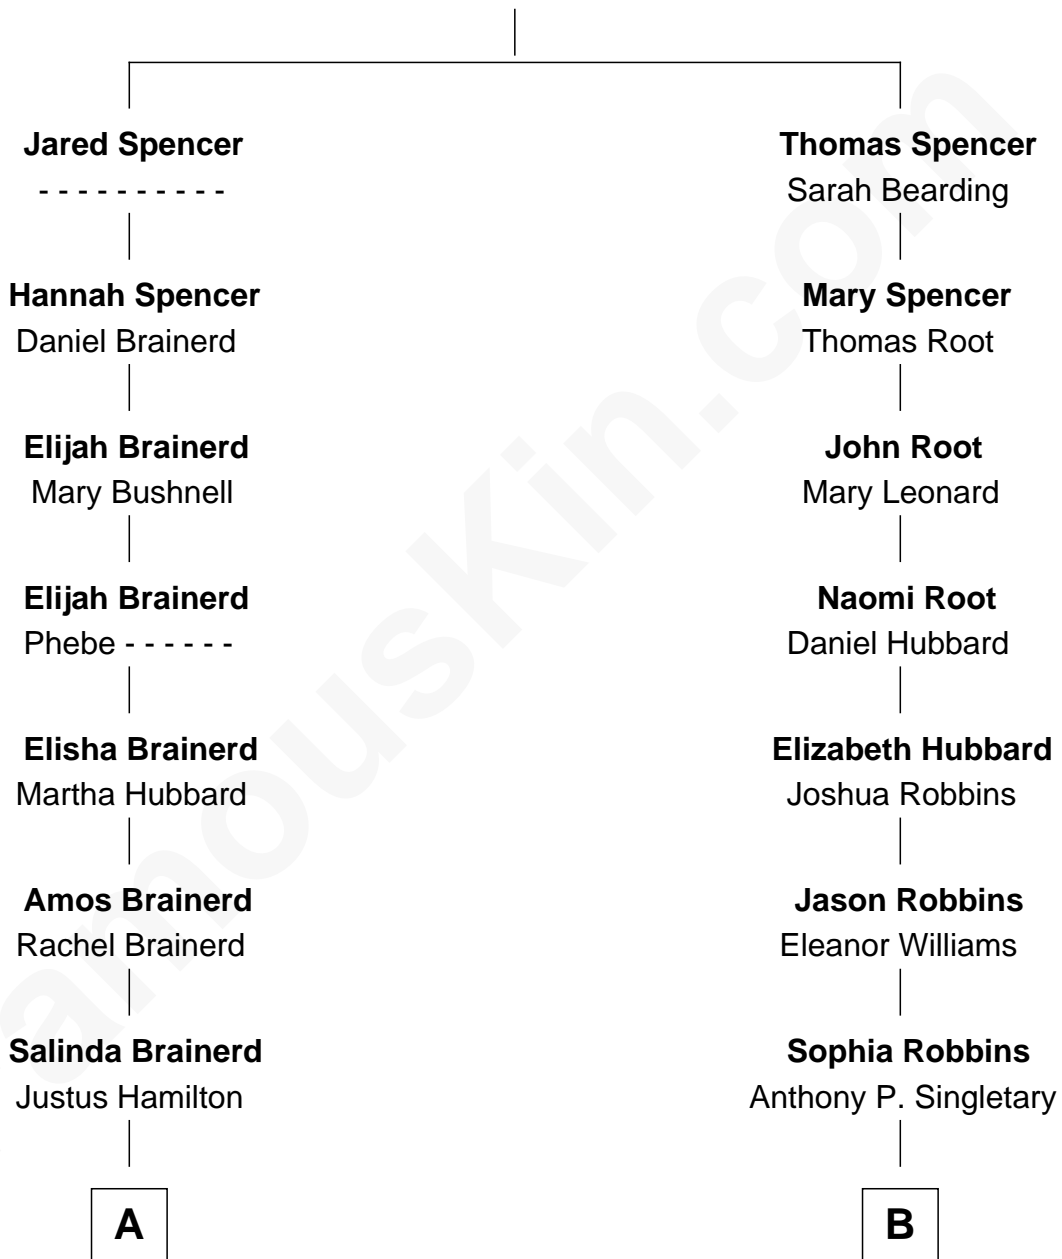 Jared Spencer
- - - - - - - - - -
Hannah Spencer
Daniel Brainerd
Elijah Brainerd
Mary Bushnell
Elijah Brainerd
Phebe - - - - - -
Elisha Brainerd
Martha Hubbard
Amos Brainerd
Rachel Brainerd
Salinda Brainerd
Justus Hamilton
A
Thomas Spencer
Sarah Bearding
Mary Spencer
Thomas Root
John Root
Mary Leonard
Naomi Root
Daniel Hubbard
Elizabeth Hubbard
Joshua Robbins
Jason Robbins
Eleanor Williams
Sophia Robbins
Anthony P. Singletary
B
amouskin.com